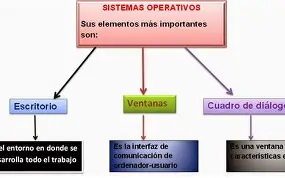 SISTEMAS OPERATIVOS
Sus elementos más importantes
son:
Escritorio
Ventanas
Cuadro de diálogo
el entorno en donde se
sarrolla todo el trabajo
Es la interfaz de
comunicación de
ordenador-usuario
Es una ventana
características e